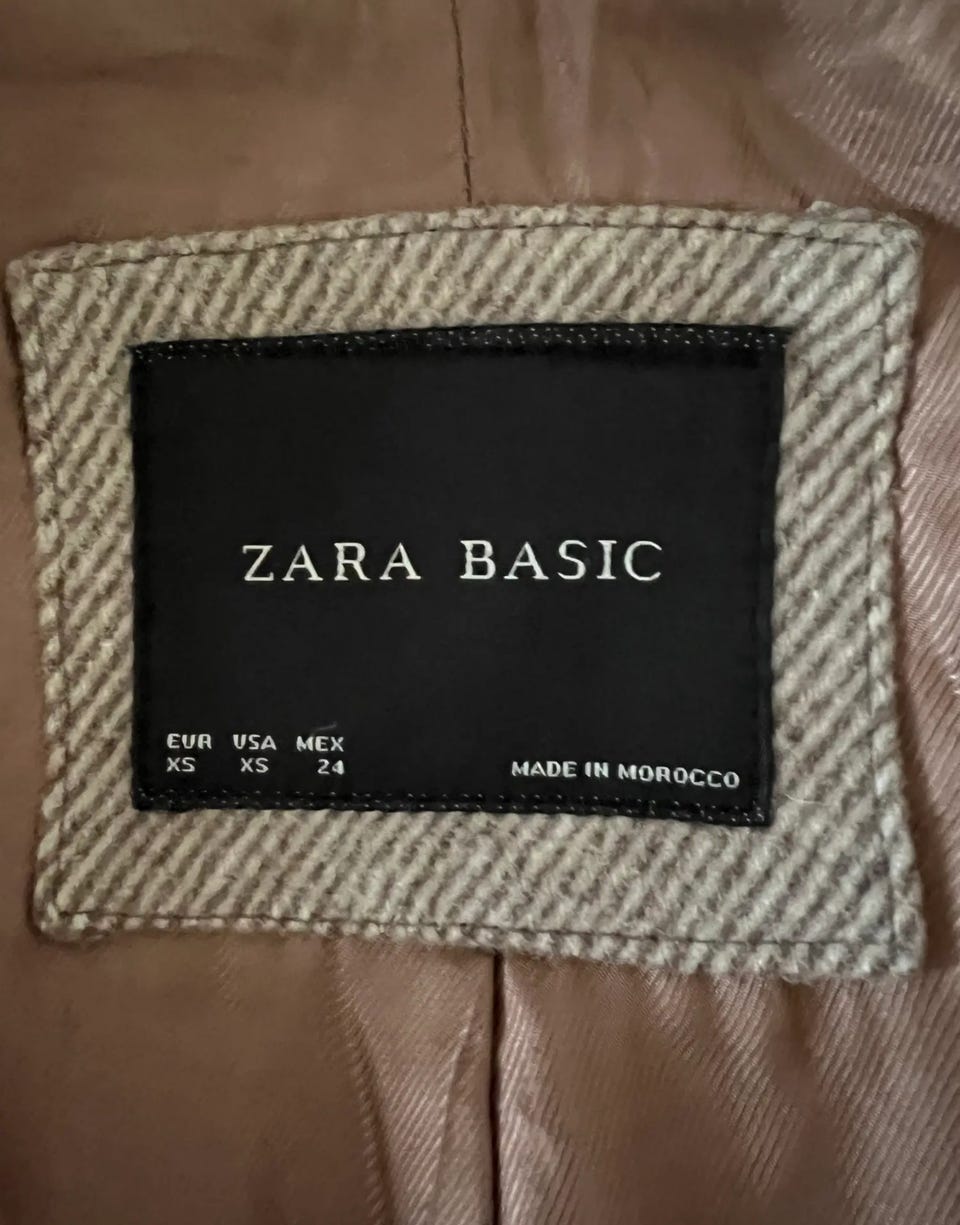 ZARA BASIC
EUR USA MEX
XS XS 24
MADE IN MOROCCO